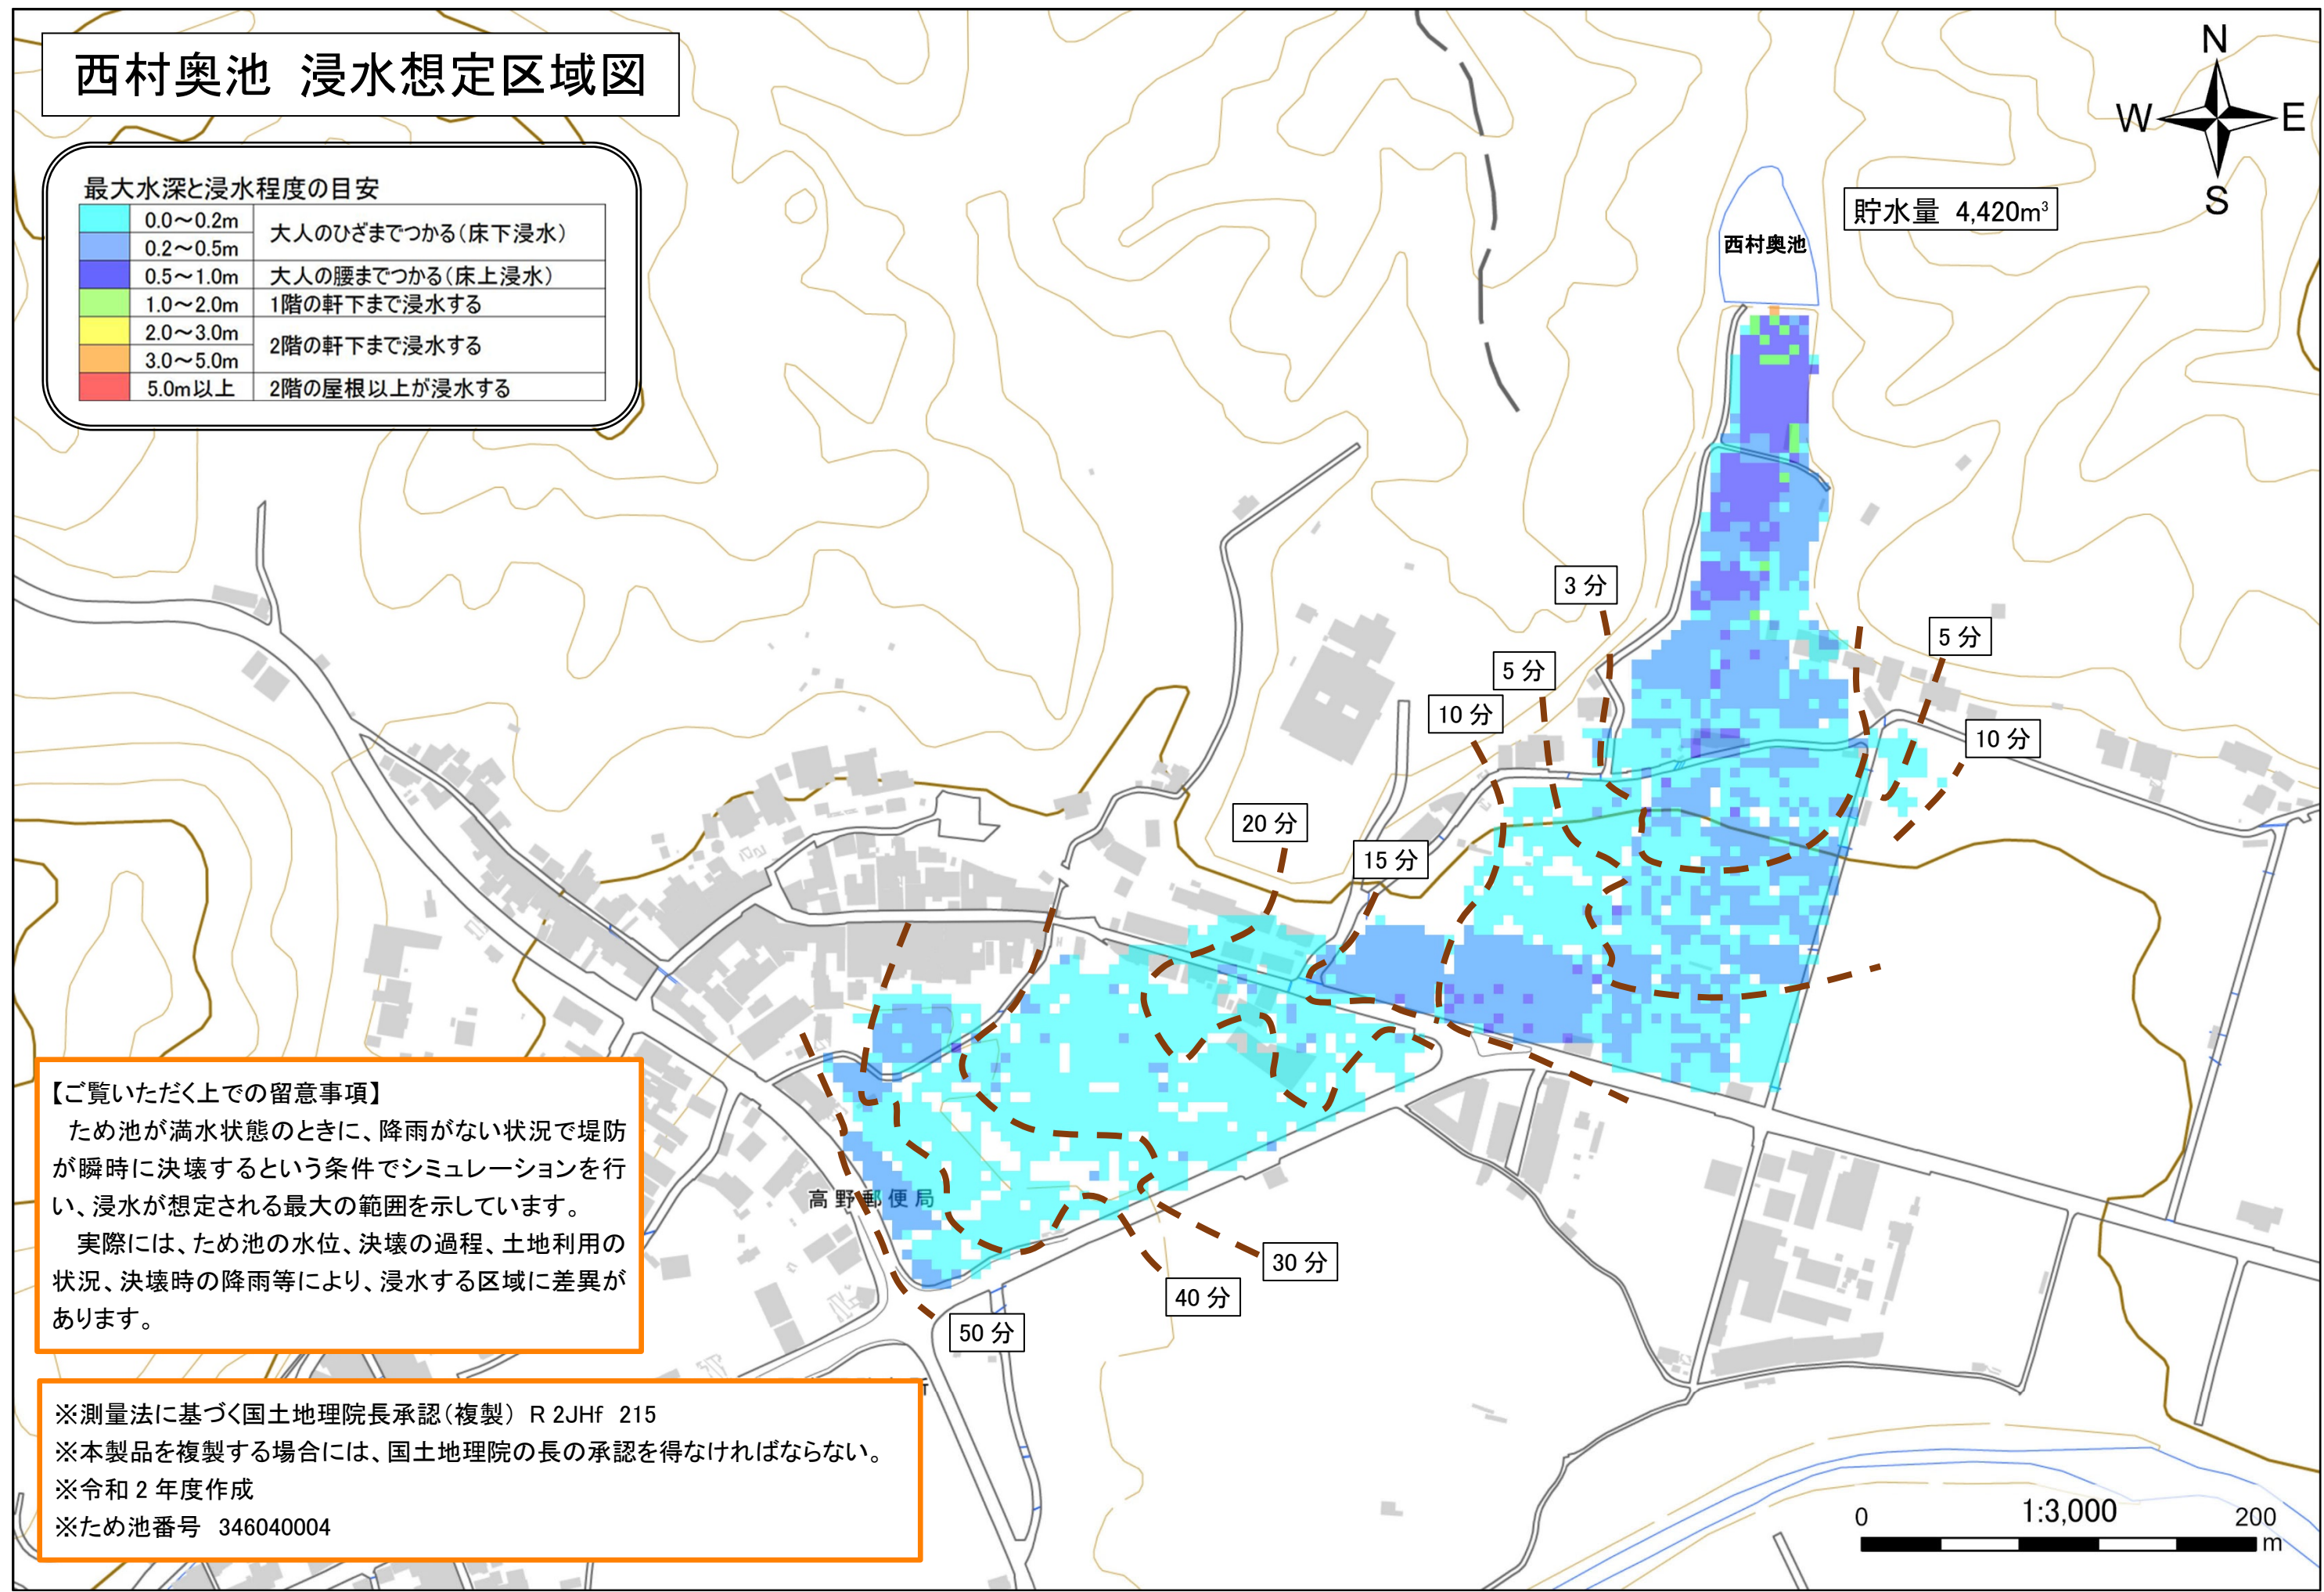 西村奥池 浸水想定区域図
N
W
E
S
最大水深と浸水程度の目安
0.0～0.2m
大人のひざまでつかる(床下浸水)
0.2～0.5m
0.5～1.0m
大人の腰までつかる(床上浸水)
1.0～2.0m
1階の軒下まで浸水する
2.0～3.0m
2階の軒下まで浸水する
3.0～5.0m
5.0m以上
2階の屋根以上が浸水する
貯水量 4,420m³
西村奥池
3 分
5 分
5 分
10 分
10 分
20 分
15 分
高野郵便局
30 分
40 分
50 分
【ご覧いただく上での留意事項】
ため池が満水状態のときに、降雨がない状況で堤防
が瞬時に決壊するという条件でシミュレーションを行
い、浸水が想定される最大の範囲を示しています。
実際には、ため池の水位、決壊の過程、土地利用の
状況、決壊時の降雨等により、浸水する区域に差異が
あります。
※測量法に基づく国土地理院長承認(複製) R 2JHf 215
※本製品を複製する場合には、国土地理院の長の承認を得なければならない。
※令和 2 年度作成
※ため池番号 346040004
1:3,000
0
200
m